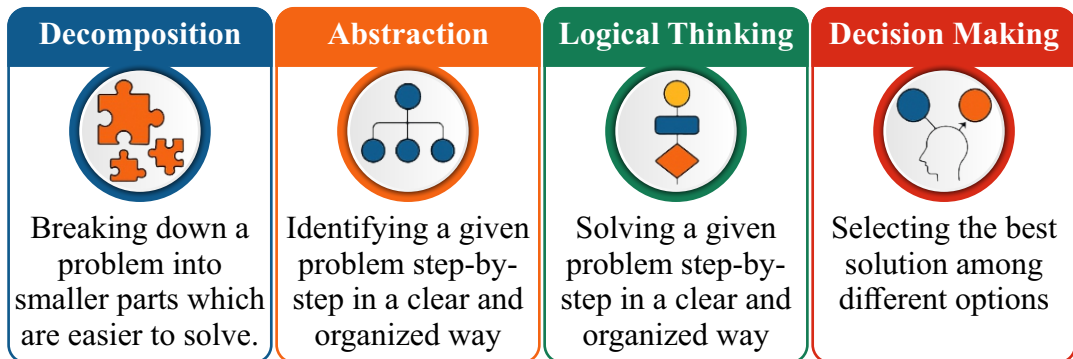 Decomposition
Breaking down a
problem into
smaller parts which
are easier to solve.
Abstraction
Identifying a given
problem step-by-
step in a clear and
organized way
Logical Thinking
Solving a given
problem step-by-
step in a clear and
organized way
Decision Making
Selecting the best
solution among
different options